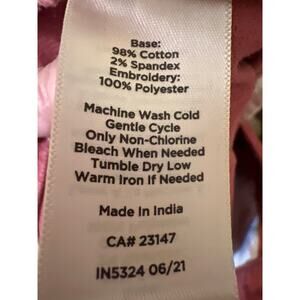 Base:
98% Cotton
2% Spandex
Embroidery:
100% Polyester
Machine Wash Cold
Gentle Cycle
Only Non-Chlorine
Bleach When Needed
Tumble Dry Low
Warm Iron If Needed
Made In India
CA# 23147
IN5324 06/21